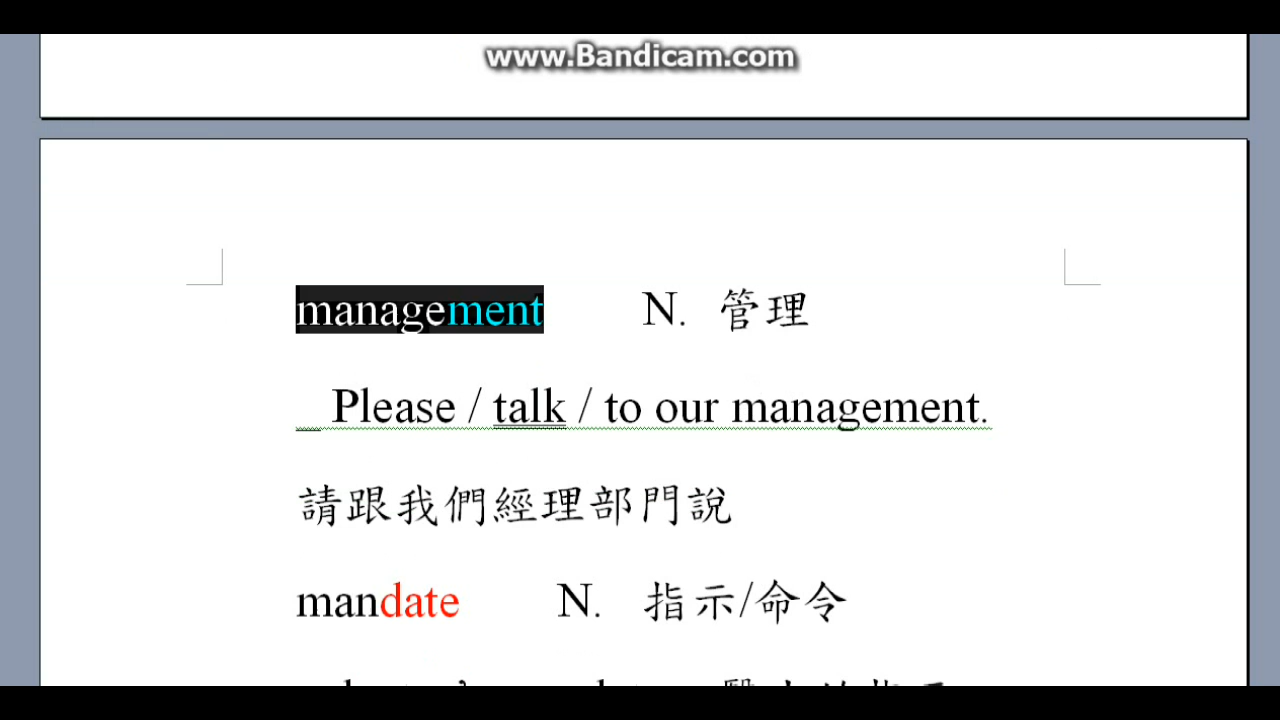 www.Bandicam.com
management N. 管理
Please / talk / to our management.
請跟我們經理部門說
mandate N. 指示/命令